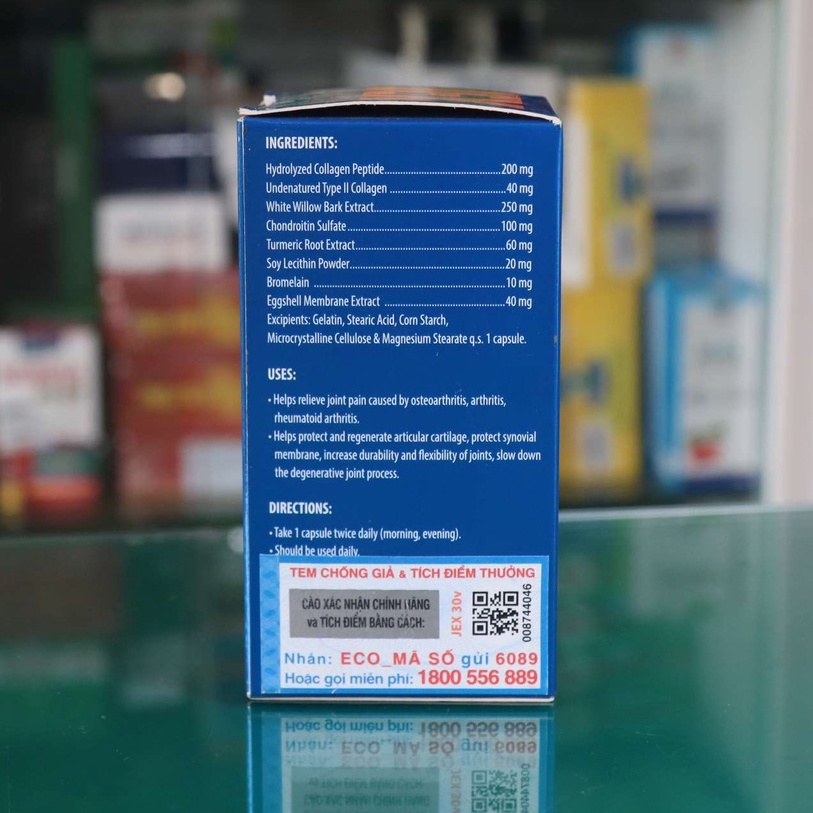 INGREDIENTS:
Hydrolyzed Collagen Peptide..........................................200 mg
Undenatured Type II Collagen ..........................................40 mg
White Willow Bark Extract..............................................250 mg
Chondroitin Sulfate......................................................100 mg
Turmeric Root Extract....................................................60 mg
Soy Lecithin Powder......................................................20 mg
Bromelain ....................................................................10 mg
Eggshell Membrane Extract ............................................40 mg
Excipients: Gelatin, Stearic Acid, Corn Starch,
Microcrystalline Cellulose & Magnesium Stearate q.s. 1 capsule.
USES:
• Helps relieve joint pain caused by osteoarthritis, arthritis,
rheumatoid arthritis.
• Helps protect and regenerate articular cartilage, protect synovial
membrane, increase durability and flexibility of joints, slow down
the degenerative joint process.
DIRECTIONS:
• Take 1 capsule twice daily (morning, evening).
• Should be used daily.
TEM CHỐNG GIẢ & TÍCH ĐIỂM THƯỞNG
CÀO XÁC NHẬN CHÍNH HÃNG
và TÍCH ĐIỂM BẰNG CÁCH:
JEX 30v
008744046
Nhắn: ECO_MÃ SỐ gửi 6089
Hoặc gọi miễn phí: 1800 556 889